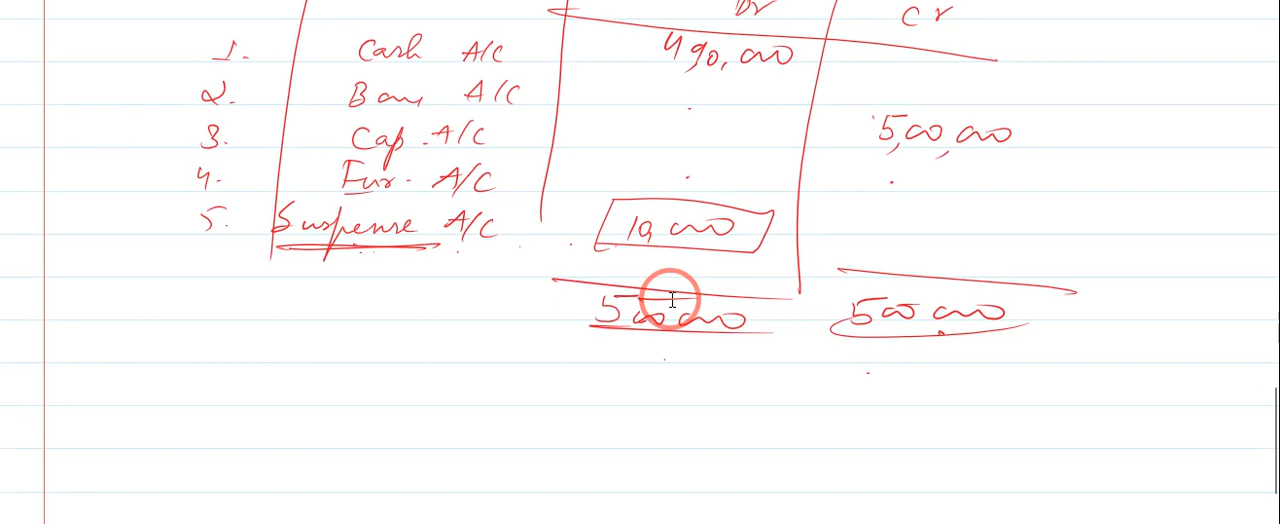 Dr Cr
1. Cash A/C 490,000
2. Bank A/C
3. Cap. A/C 5,00,000
4. Fur. A/C
5. Suspense A/C 10,000
500000 500000